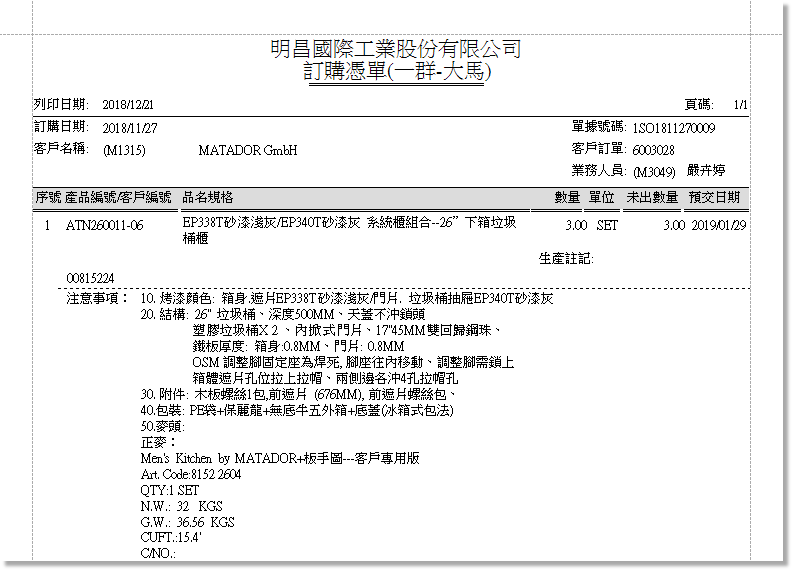 明昌國際工業股份有限公司
訂購憑單(一群-大馬)
列印日期: 2018/12/21 頁碼: 1/1
訂購日期: 2018/11/27 單據號碼: 1SO1811270009
客戶名稱: (M1315) MATADOR GmbH 客戶訂單: 6003028
業務人員: (M3049) 嚴卉婷
序號 產品編號/客戶編號 品名規格 數量 單位 未出數量 預交日期
1 ATN260011-06 EP338T砂漆淺灰/EP340T砂漆灰 系統櫃組合--26” 下箱垃圾 3.00 SET 3.00 2019/01/29
桶櫃
生產註記:
00815224
注意事項： 10. 烤漆顏色: 箱身.遮片EP338T砂漆淺灰/門片. 垃圾桶抽屜EP340T砂漆灰
20. 結構: 26" 垃圾桶、深度500MM、天蓋不沖鎖頭
塑膠垃圾桶X 2 、內掀式門片、17"45MM雙回歸鋼珠、
鐵板厚度: 箱身:0.8MM、門片: 0.8MM
OSM 調整腳固定座為焊死, 腳座往內移動、調整腳需鎖上
箱體遮片孔位拉上拉帽、兩側邊各沖4孔拉帽孔
30. 附件: 木板螺絲1包,前遮片 (676MM), 前遮片螺絲包、
40.包裝: PE袋+保麗龍+無底牛五外箱+底蓋(冰箱式包法)
50.麥頭:
正麥：
Men's Kitchen by MATADOR+板手圖---客戶專用版
Art. Code:8152 2604
QTY:1 SET
N.W.: 32 KGS
G.W.: 36.56 KGS
CUFT.:15.4'
C/NO.: